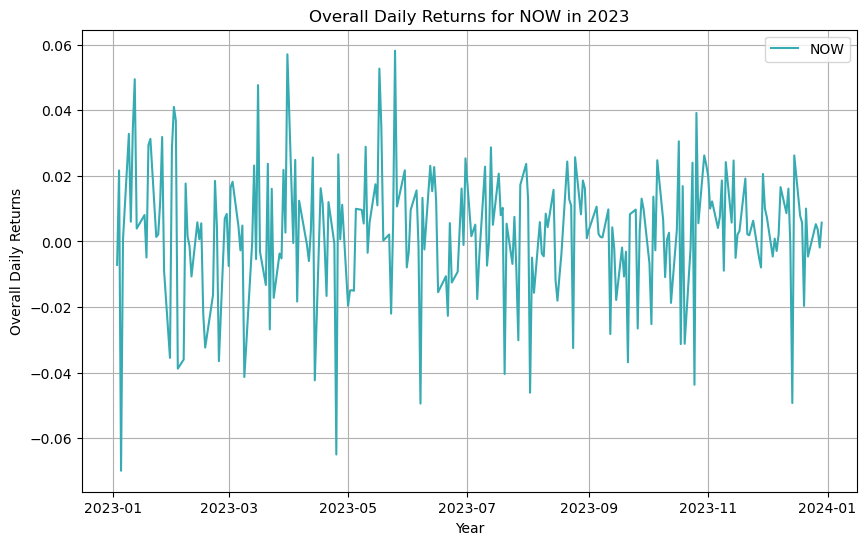 Overall Daily Returns for NOW in 2023
NOW
0.06
0.04
0.02
0.00
−0.02
−0.04
−0.06
Overall Daily Returns
2023-01 2023-03 2023-05 2023-07 2023-09 2023-11 2024-01
Year